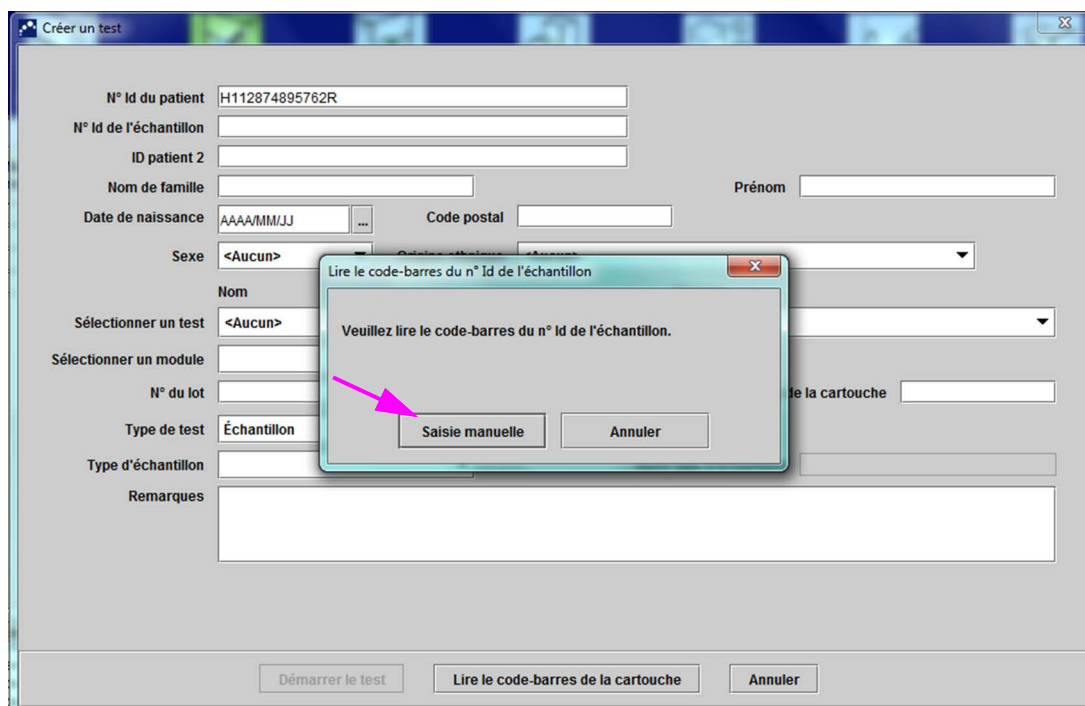 Créer un test
N° Id du patient H112874895762R
N° Id de l'échantillon
ID patient 2
Nom de famille Prénom
Date de naissance AAAA/MM/JJ ... Code postal
Sexe <Aucun>
Lire le code-barres du n° Id de l'échantillon
Nom
Veuillez lire le code-barres du n° Id de l'échantillon.
Sélectionner un test <Aucun>
Sélectionner un module
N° du lot de la cartouche
Type de test Échantillon
Saisie manuelle Annuler
Type d'échantillon
Remarques
Démarrer le test Lire le code-barres de la cartouche Annuler